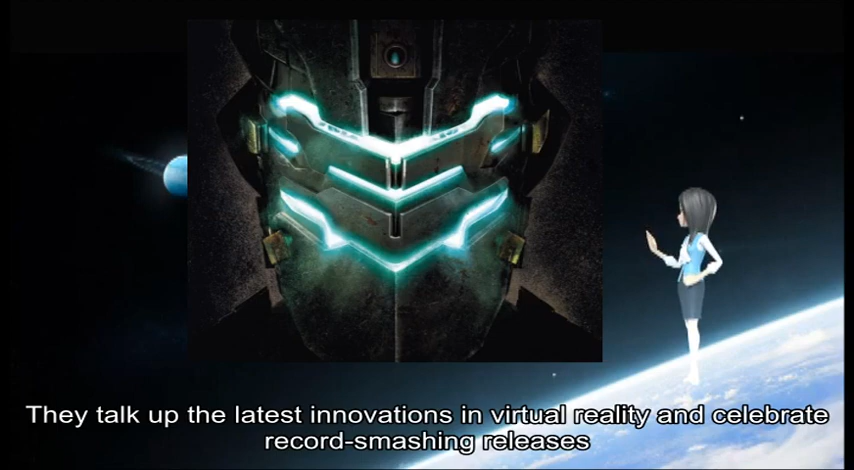 They talk up the latest innovations in virtual reality and celebrate
record-smashing releases